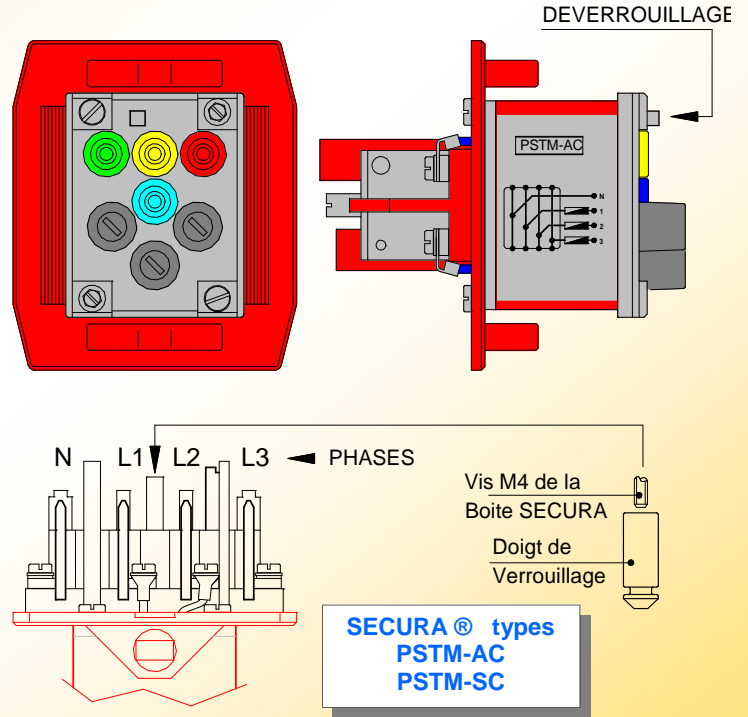 DEVERROUILLAGE
PSTM-AC
N
1
2
3
N L1 L2 L3 PHASES
Vis M4 de la
Boite SECURA
Doigt de
Verrouillage
SECURA ® types
PSTM-AC
PSTM-SC